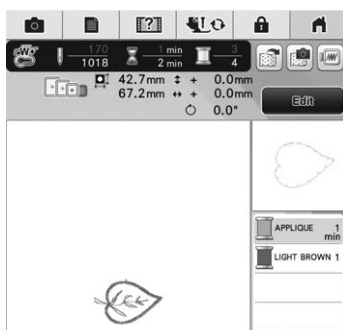 170 1 min 3
1018 2 min 4
42.7mm + 0.0mm
67.2mm + 0.0mm
0.0°
Edit
APPLIQUE 1 min
LIGHT BROWN 1